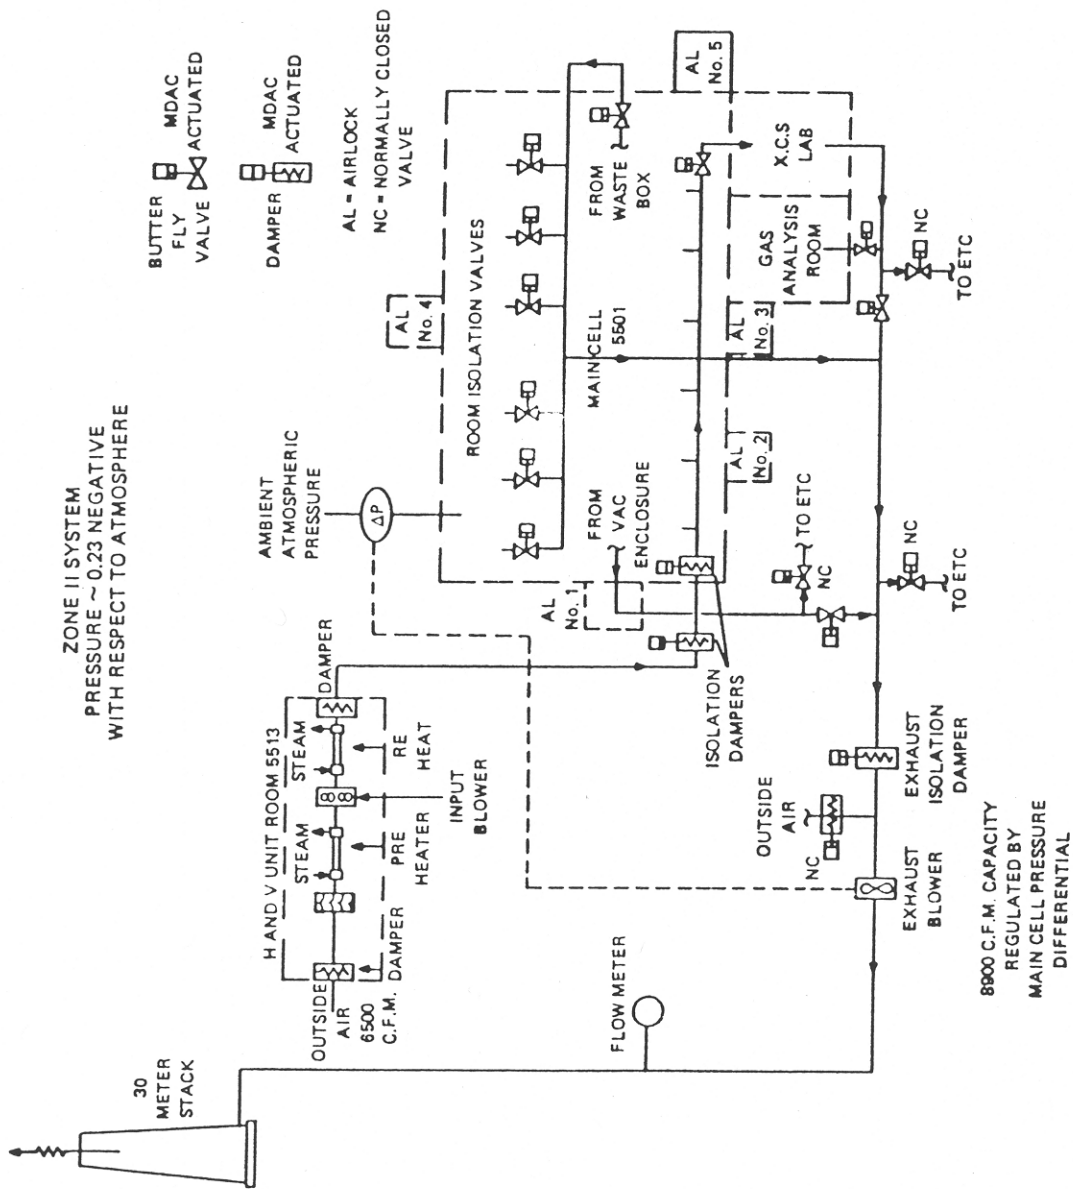 ZONE II SYSTEM
PRESSURE ~ 0.23 NEGATIVE
WITH RESPECT TO ATMOSPHERE
BUTTER
FLY
VALVE
MDAC
ACTUATED
DAMPER
MDAC
ACTUATED
AL = AIRLOCK
NC = NORMALLY CLOSED
VALVE
30
METER
STACK
H AND V UNIT ROOM 5513
OUTSIDE
AIR
6500
C.F.M.
DAMPER
STEAM
PRE
HEATER
INPUT
BLOWER
STEAM
RE
HEAT
DAMPER
AMBIENT
ATMOSPHERIC
PRESSURE
ΔP
AL
No. 4
ROOM ISOLATION VALVES
MAIN CELL
5501
FROM
WASTE
BOX
AL
No. 5
FROM
VAC
ENCLOSURE
AL
No. 1
AL
No. 2
AL
No. 3
GAS
ANALYSIS
ROOM
X.C.S
LAB
ISOLATION
DAMPERS
TO ETC
NC
NC
TO ETC
NC
TO ETC
FLOW METER
EXHAUST
BLOWER
NC
OUTSIDE
AIR
EXHAUST
ISOLATION
DAMPER
8900 C.F.M. CAPACITY
REGULATED BY
MAIN CELL PRESSURE
DIFFERENTIAL